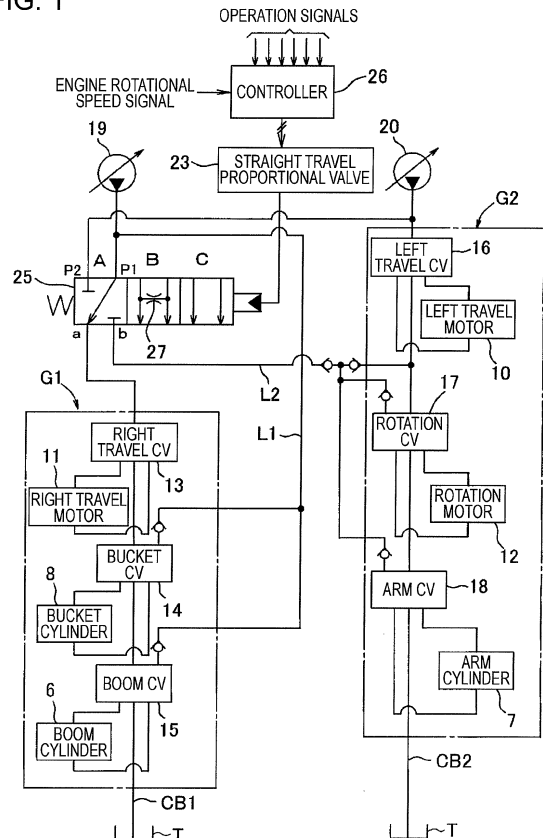 FIG. 1
OPERATION SIGNALS
ENGINE ROTATIONAL
SPEED SIGNAL
CONTROLLER
26
19
20
23
STRAIGHT TRAVEL
PROPORTIONAL VALVE
G2
LEFT
TRAVEL CV
16
25
P2
A
P1
B
C
a
b
27
LEFT TRAVEL
MOTOR
10
L2
17
G1
ROTATION
CV
L1
RIGHT
TRAVEL CV
13
11
RIGHT TRAVEL
MOTOR
ROTATION
MOTOR
12
BUCKET
CV
14
ARM CV
18
8
BUCKET
CYLINDER
BOOM CV
15
ARM
CYLINDER
7
6
BOOM
CYLINDER
CB1
CB2
T
T